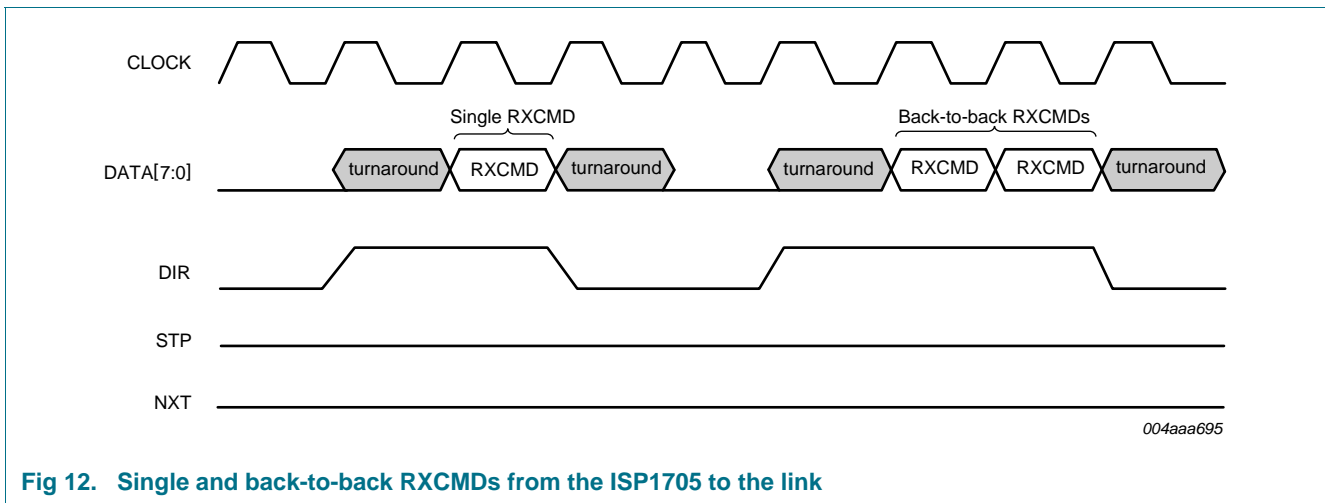 CLOCK
Single RXCMD
Back-to-back RXCMDs
DATA[7:0]
turnaround RXCMD turnaround turnaround RXCMD RXCMD turnaround
DIR
STP
NXT
004aaa695
Fig 12. Single and back-to-back RXCMDs from the ISP1705 to the link